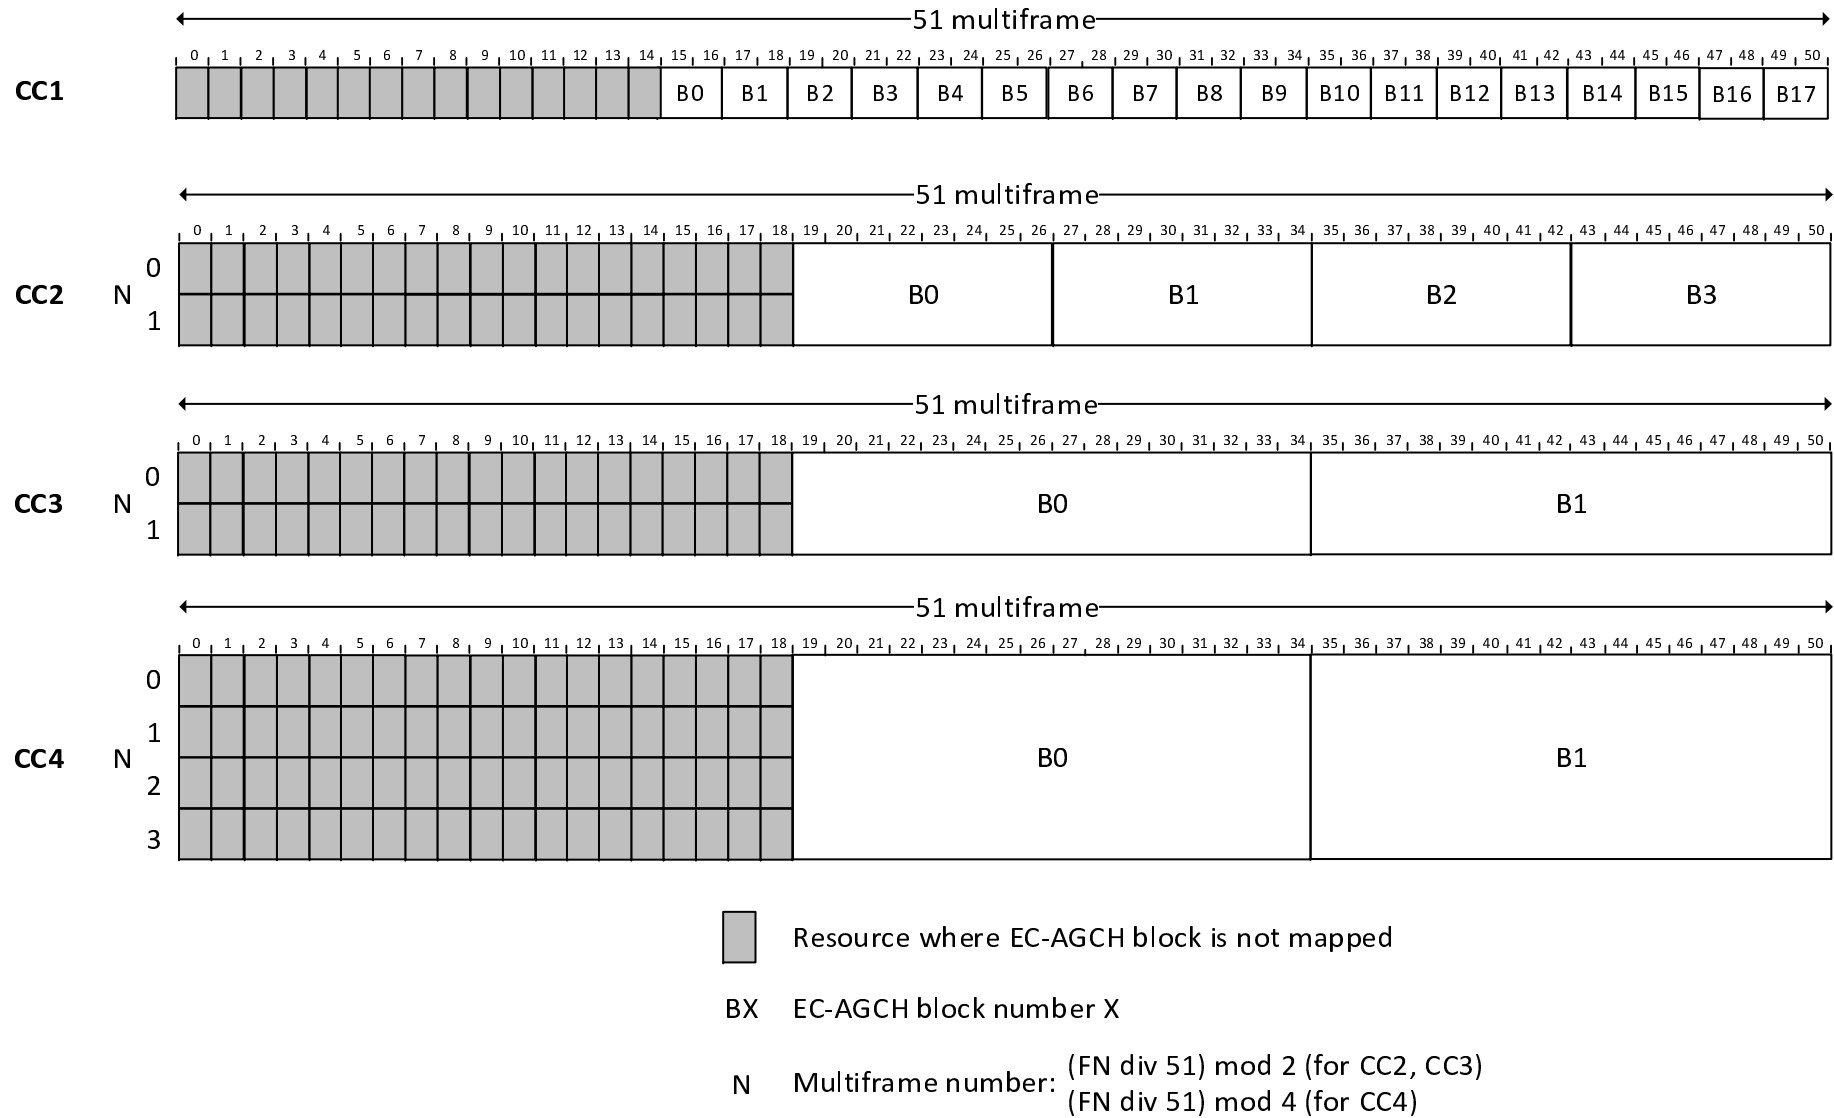 51 multiframe
0 1 2 3 4 5 6 7 8 9 10 11 12 13 14 15 16 17 18 19 20 21 22 23 24 25 26 27 28 29 30 31 32 33 34 35 36 37 38 39 40 41 42 43 44 45 46 47 48 49 50
CC1 B0 B1 B2 B3 B4 B5 B6 B7 B8 B9 B10 B11 B12 B13 B14 B15 B16 B17
51 multiframe
0 1 2 3 4 5 6 7 8 9 10 11 12 13 14 15 16 17 18 19 20 21 22 23 24 25 26 27 28 29 30 31 32 33 34 35 36 37 38 39 40 41 42 43 44 45 46 47 48 49 50
0
CC2 N B0 B1 B2 B3
1
51 multiframe
0 1 2 3 4 5 6 7 8 9 10 11 12 13 14 15 16 17 18 19 20 21 22 23 24 25 26 27 28 29 30 31 32 33 34 35 36 37 38 39 40 41 42 43 44 45 46 47 48 49 50
0
CC3 N B0 B1
1
51 multiframe
0 1 2 3 4 5 6 7 8 9 10 11 12 13 14 15 16 17 18 19 20 21 22 23 24 25 26 27 28 29 30 31 32 33 34 35 36 37 38 39 40 41 42 43 44 45 46 47 48 49 50
0
1
CC4 N B0 B1
2
3
Resource where EC-AGCH block is not mapped
BX EC-AGCH block number X
N Multiframe number: (FN div 51) mod 2 (for CC2, CC3)
(FN div 51) mod 4 (for CC4)